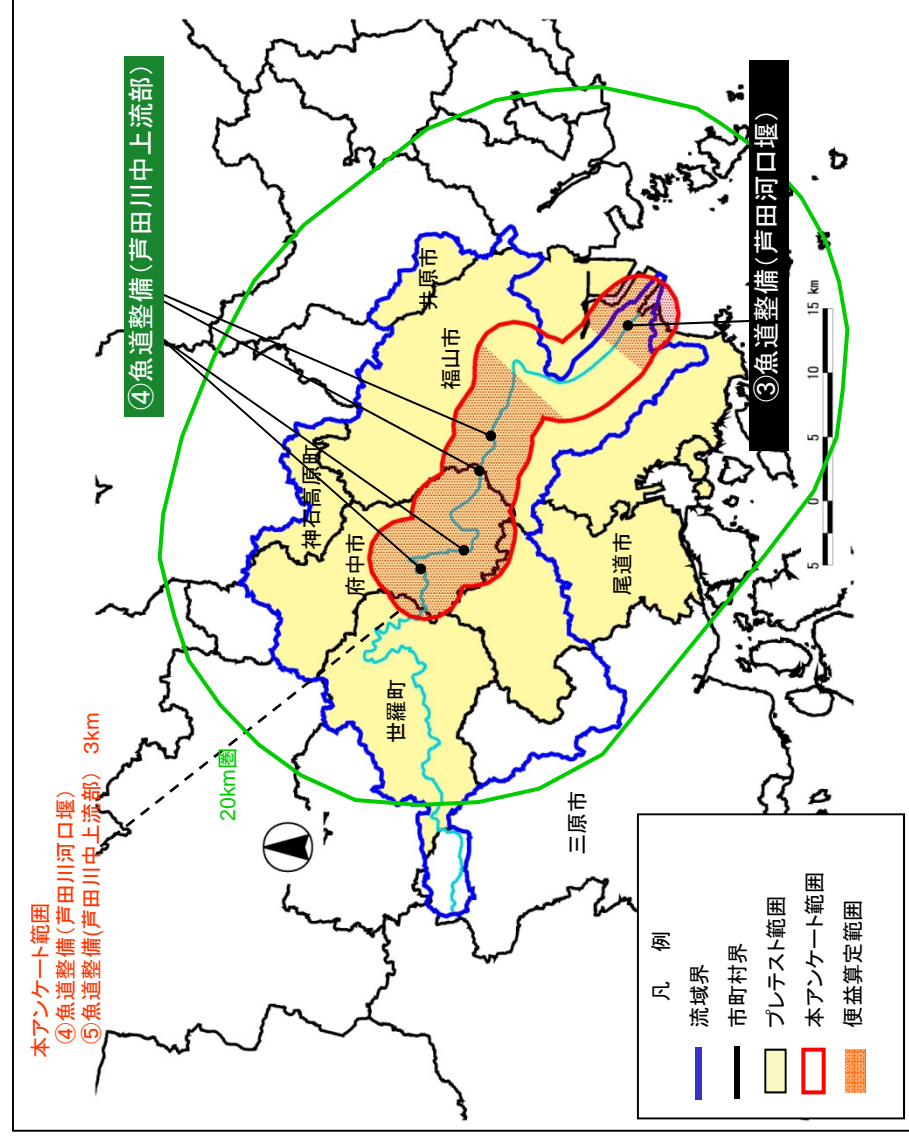 本アンケート範囲
④魚道整備(芦田川河口堰)
⑤魚道整備(芦田川中上流部) 3km
20km圏
④魚道整備(芦田川中上流部)
③魚道整備(芦田河口堰)
井原市
福山市
神石高原町
府中市
世羅町
尾道市
三原市
5 0 5 10 15 km
凡 例
流域界
市町村界
プレテスト範囲
本アンケート範囲
便益算定範囲